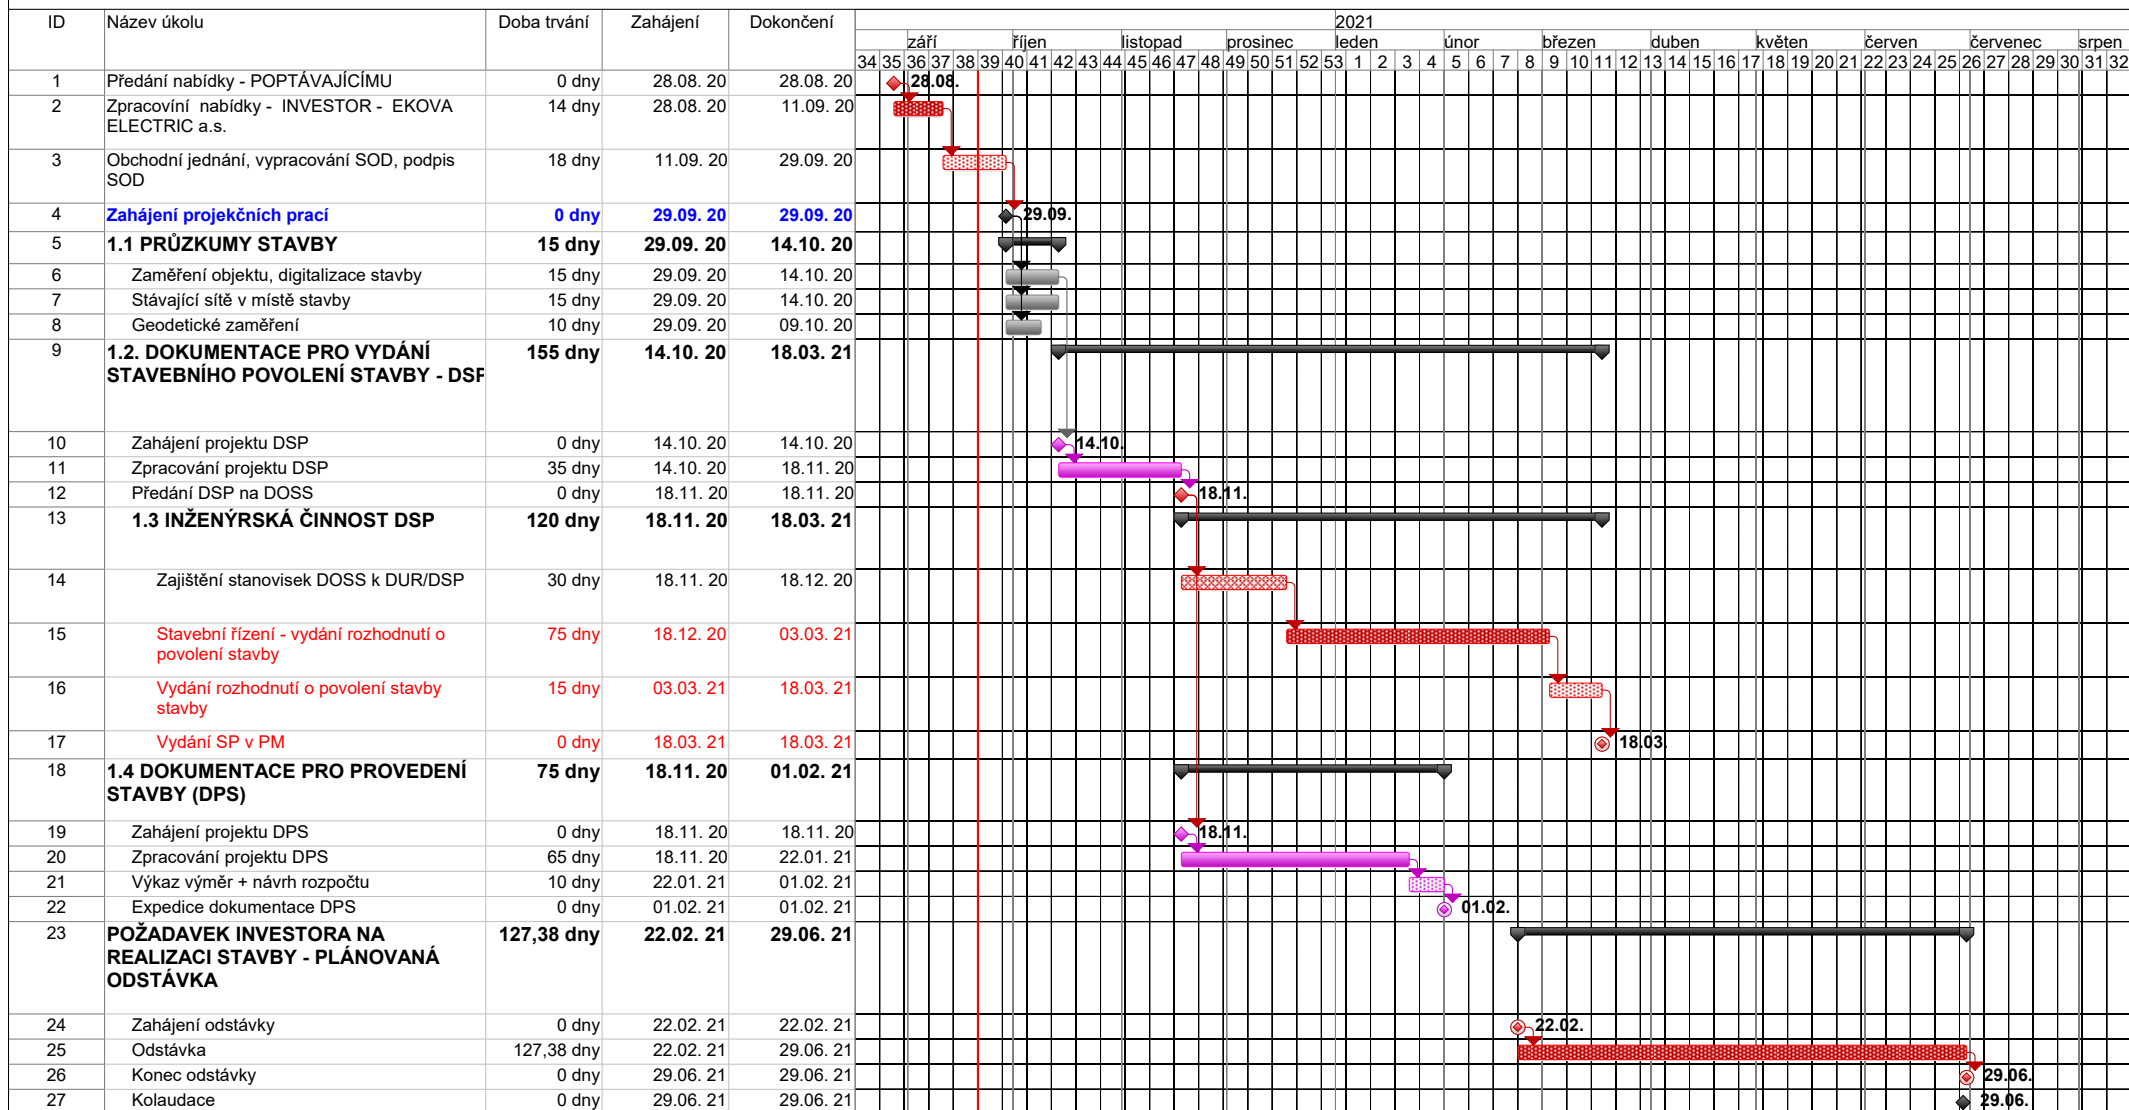 2021
ID Název úkolu Doba trvání Zahájení Dokončení
září říjen listopad prosinec leden únor březen duben květen červen červenec srpen
34 35 36 37 38 39 40 41 42 43 44 45 46 47 48 49 50 51 52 53 1 2 3 4 5 6 7 8 9 10 11 12 13 14 15 16 17 18 19 20 21 22 23 24 25 26 27 28 29 30 31 32
1 Předání nabídky - POPTÁVAJÍCÍMU 0 dny 28.08. 20 28.08. 20 28.08.
2 Zpracovíní nabídky - INVESTOR - EKOVA 14 dny 28.08. 20 11.09. 20
ELECTRIC a.s.
3 Obchodní jednání, vypracování SOD, podpis 18 dny 11.09. 20 29.09. 20
SOD
4 Zahájení projekčních prací 0 dny 29.09. 20 29.09. 20 29.09.
5 1.1 PRŮZKUMY STAVBY 15 dny 29.09. 20 14.10. 20
6 Zaměření objektu, digitalizace stavby 15 dny 29.09. 20 14.10. 20
7 Stávající sítě v místě stavby 15 dny 29.09. 20 14.10. 20
8 Geodetické zaměření 10 dny 29.09. 20 09.10. 20
9 1.2. DOKUMENTACE PRO VYDÁNÍ 155 dny 14.10. 20 18.03. 21
STAVEBNÍHO POVOLENÍ STAVBY - DSP
10 Zahájení projektu DSP 0 dny 14.10. 20 14.10. 20 14.10.
11 Zpracování projektu DSP 35 dny 14.10. 20 18.11. 20
12 Předání DSP na DOSS 0 dny 18.11. 20 18.11. 20 18.11.
13 1.3 INŽENÝRSKÁ ČINNOST DSP 120 dny 18.11. 20 18.03. 21
14 Zajištění stanovisek DOSS k DUR/DSP 30 dny 18.11. 20 18.12. 20
15 Stavební řízení - vydání rozhodnutí o 75 dny 18.12. 20 03.03. 21
povolení stavby
16 Vydání rozhodnutí o povolení stavby 15 dny 03.03. 21 18.03. 21
stavby
17 Vydání SP v PM 0 dny 18.03. 21 18.03. 21 18.03.
18 1.4 DOKUMENTACE PRO PROVEDENÍ 75 dny 18.11. 20 01.02. 21
STAVBY (DPS)
19 Zahájení projektu DPS 0 dny 18.11. 20 18.11. 20 18.11.
20 Zpracování projektu DPS 65 dny 18.11. 20 22.01. 21
21 Výkaz výměr + návrh rozpočtu 10 dny 22.01. 21 01.02. 21
22 Expedice dokumentace DPS 0 dny 01.02. 21 01.02. 21 01.02.
23 POŽADAVEK INVESTORA NA 127,38 dny 22.02. 21 29.06. 21
REALIZACI STAVBY - PLÁNOVANÁ
ODSTÁVKA
24 Zahájení odstávky 0 dny 22.02. 21 22.02. 21 22.02.
25 Odstávka 127,38 dny 22.02. 21 29.06. 21
26 Konec odstávky 0 dny 29.06. 21 29.06. 21 29.06.
27 Kolaudace 0 dny 29.06. 21 29.06. 21 29.06.